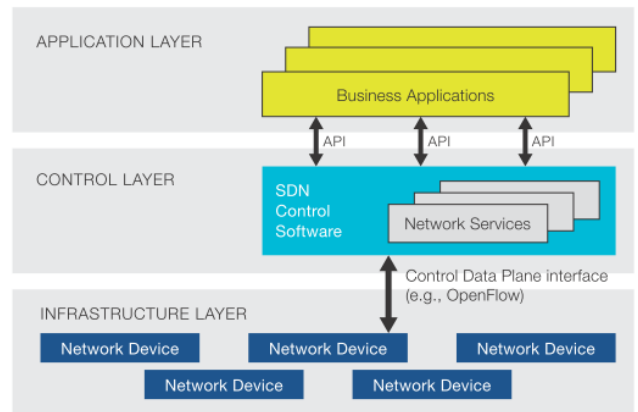 APPLICATION LAYER
Business Applications
API
API
API
CONTROL LAYER
SDN
Control
Software
Network Services
Control Data Plane interface
(e.g., OpenFlow)
INFRASTRUCTURE LAYER
Network Device
Network Device
Network Device
Network Device
Network Device